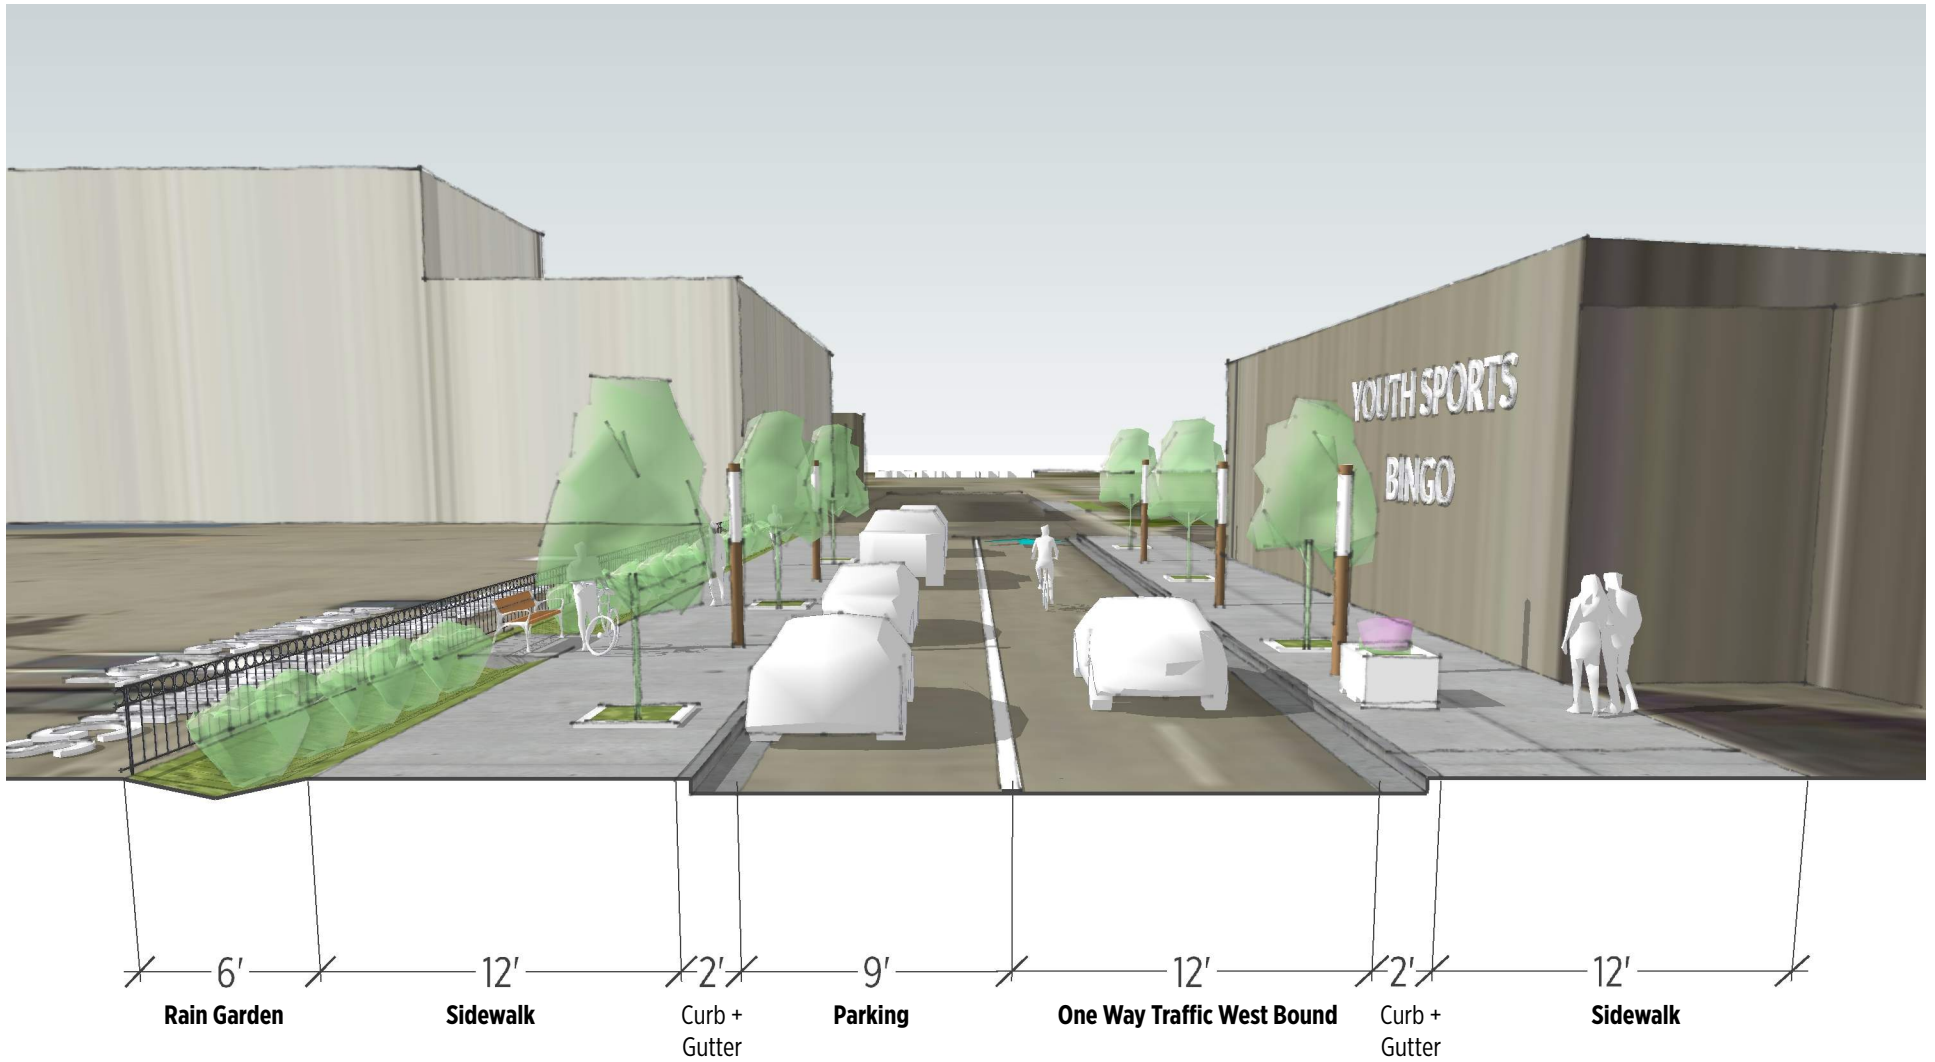 YOUTH SPORTS
BINGO
6' 12' 2' 9' 12' 2' 12'
Rain Garden Sidewalk Curb + Parking One Way Traffic West Bound Curb + Sidewalk
Gutter Gutter